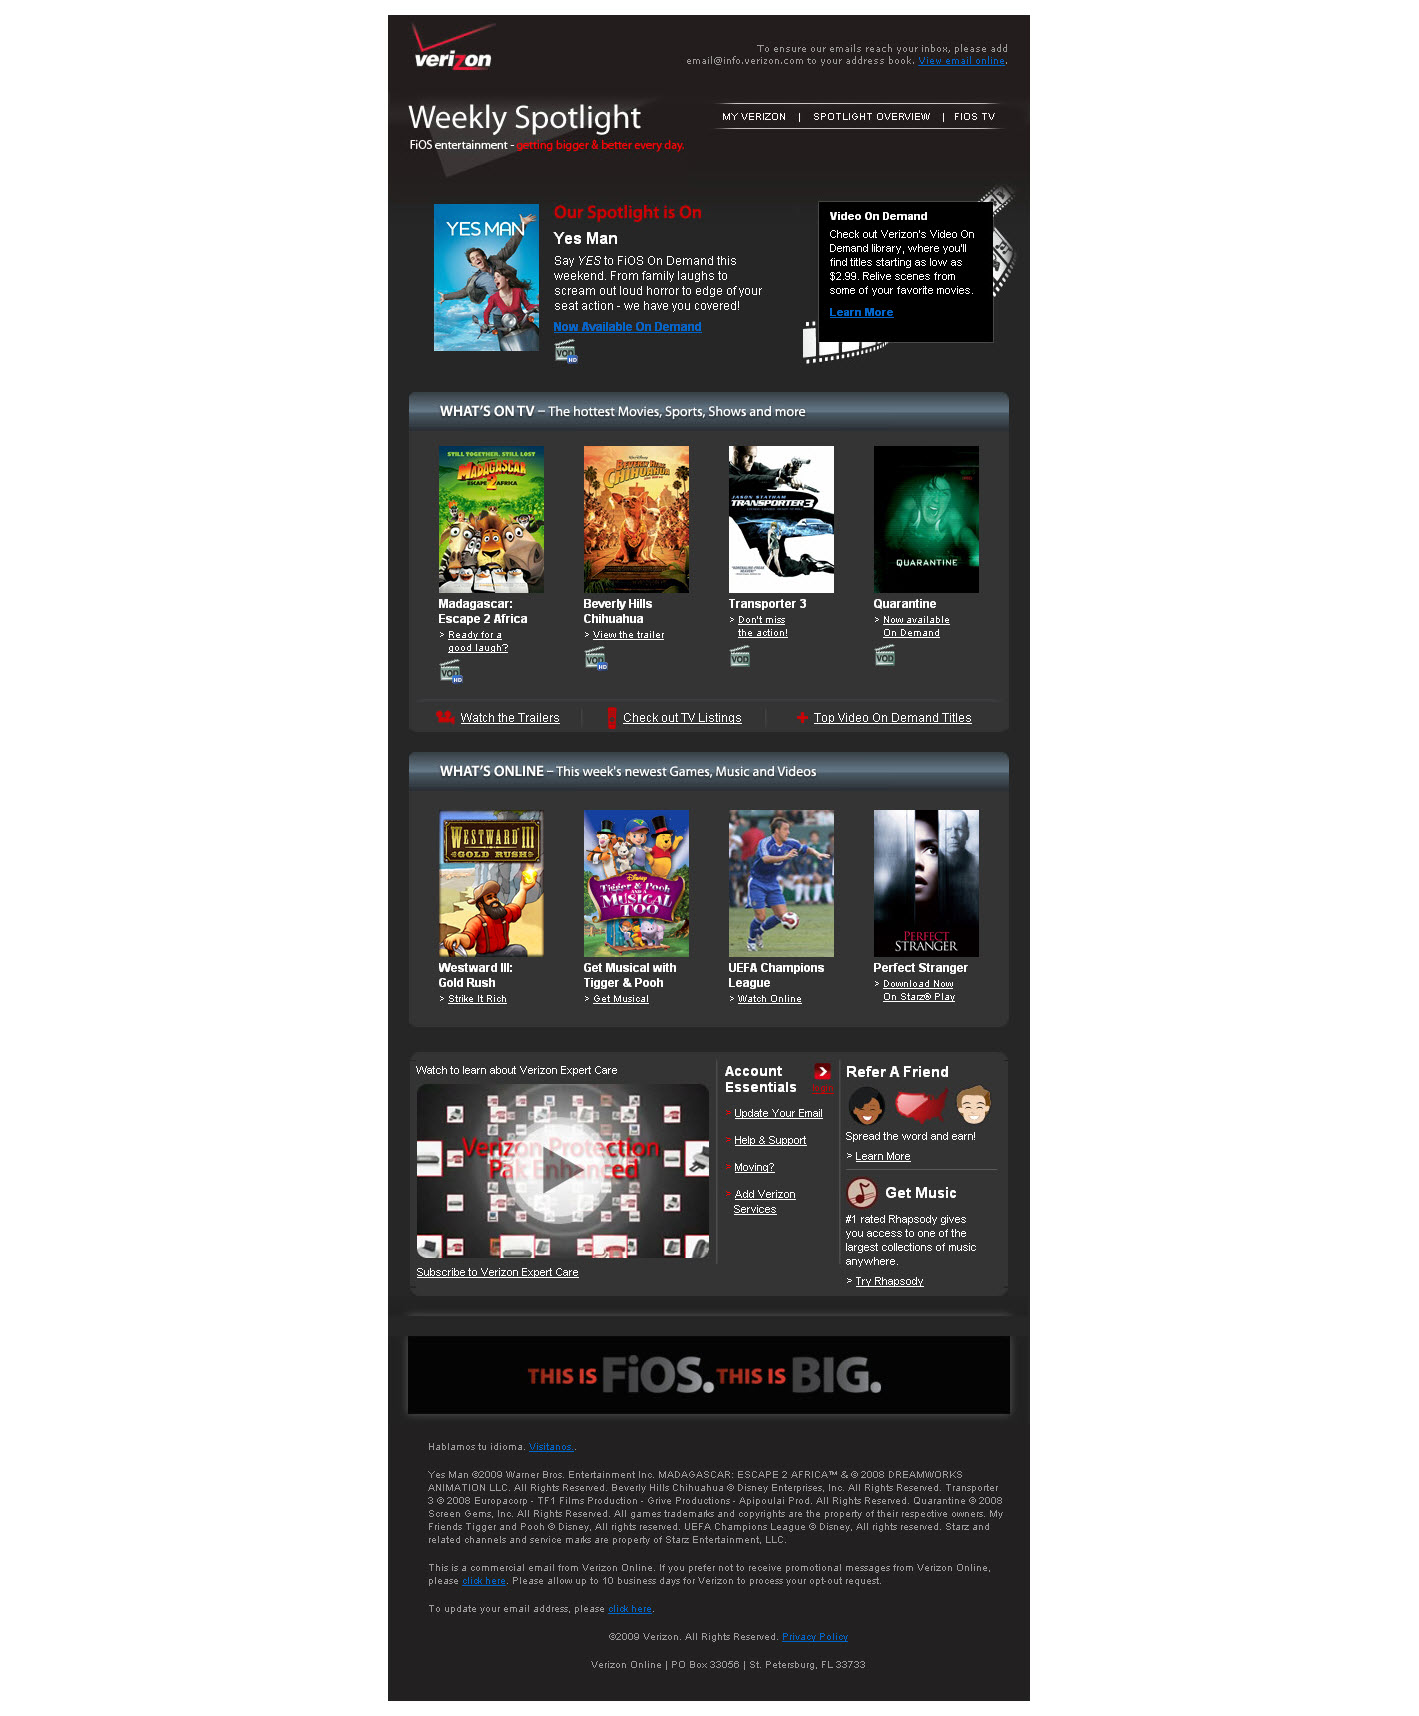 verizon
To ensure our emails reach your inbox, please add
email@info.verizon.com to your address book. View email online.
Weekly Spotlight
FiOS entertainment - getting bigger & better every day.
MY VERIZON | SPOTLIGHT OVERVIEW | FIOS TV
YES MAN
Our Spotlight is On
Yes Man
Say YES to FiOS On Demand this
weekend. From family laughs to
scream out loud horror to edge of your
seat action - we have you covered!
Now Available On Demand
VOD HD
Video On Demand
Check out Verizon's Video On
Demand library, where you'll
find titles starting as low as
$2.99. Relive scenes from
some of your favorite movies.
Learn More
WHAT'S ON TV – The hottest Movies, Sports, Shows and more
STILL TOGETHER. STILL LOST.
MADAGASCAR
ESCAPE 2 AFRICA
BEVERLY HILLS
CHIHUAHUA
JASON STATHAM
TRANSPORTER 3
QUARANTINE
Madagascar:
Escape 2 Africa
> Ready for a
good laugh?
VOD HD
Beverly Hills
Chihuahua
> View the trailer
VOD HD
Transporter 3
> Don't miss
the action!
VOD
Quarantine
> Now available
On Demand
VOD
Watch the Trailers
Check out TV Listings
Top Video On Demand Titles
WHAT'S ONLINE – This week's newest Games, Music and Videos
WESTWARD III
GOLD RUSH
Disney
Tigger & Pooh
AND A
MUSICAL
TOO
PERFECT
STRANGER
Westward III:
Gold Rush
> Strike It Rich
Get Musical with
Tigger & Pooh
> Get Musical
UEFA Champions
League
> Watch Online
Perfect Stranger
> Download Now
On Starz® Play
Watch to learn about Verizon Expert Care
Verizon Protection
Pak Enhanced
Subscribe to Verizon Expert Care
Account
Essentials
login
> Update Your Email
> Help & Support
> Moving?
> Add Verizon
Services
Refer A Friend
Spread the word and earn!
> Learn More
Get Music
#1 rated Rhapsody gives
you access to one of the
largest collections of music
anywhere.
> Try Rhapsody
THIS IS FiOS. THIS IS BIG.
Hablamos tu idioma. Visitanos..
Yes Man ©2009 Warner Bros. Entertainment Inc. MADAGASCAR: ESCAPE 2 AFRICA™ & © 2008 DREAMWORKS
ANIMATION LLC. All Rights Reserved. Beverly Hills Chihuahua © Disney Enterprises, Inc. All Rights Reserved. Transporter
3 © 2008 Europacorp - TF1 Films Production - Grive Productions - Apipoulai Prod. All Rights Reserved. Quarantine © 2008
Screen Gems, Inc. All Rights Reserved. All games trademarks and copyrights are the property of their respective owners. My
Friends Tigger and Pooh © Disney, All rights reserved. UEFA Champions League © Disney, All rights reserved. Starz and
related channels and service marks are property of Starz Entertainment, LLC.
This is a commercial email from Verizon Online. If you prefer not to receive promotional messages from Verizon Online,
please click here. Please allow up to 10 business days for Verizon to process your opt-out request.
To update your email address, please click here.
©2009 Verizon. All Rights Reserved. Privacy Policy
Verizon Online | PO Box 33056 | St. Petersburg, FL 33733